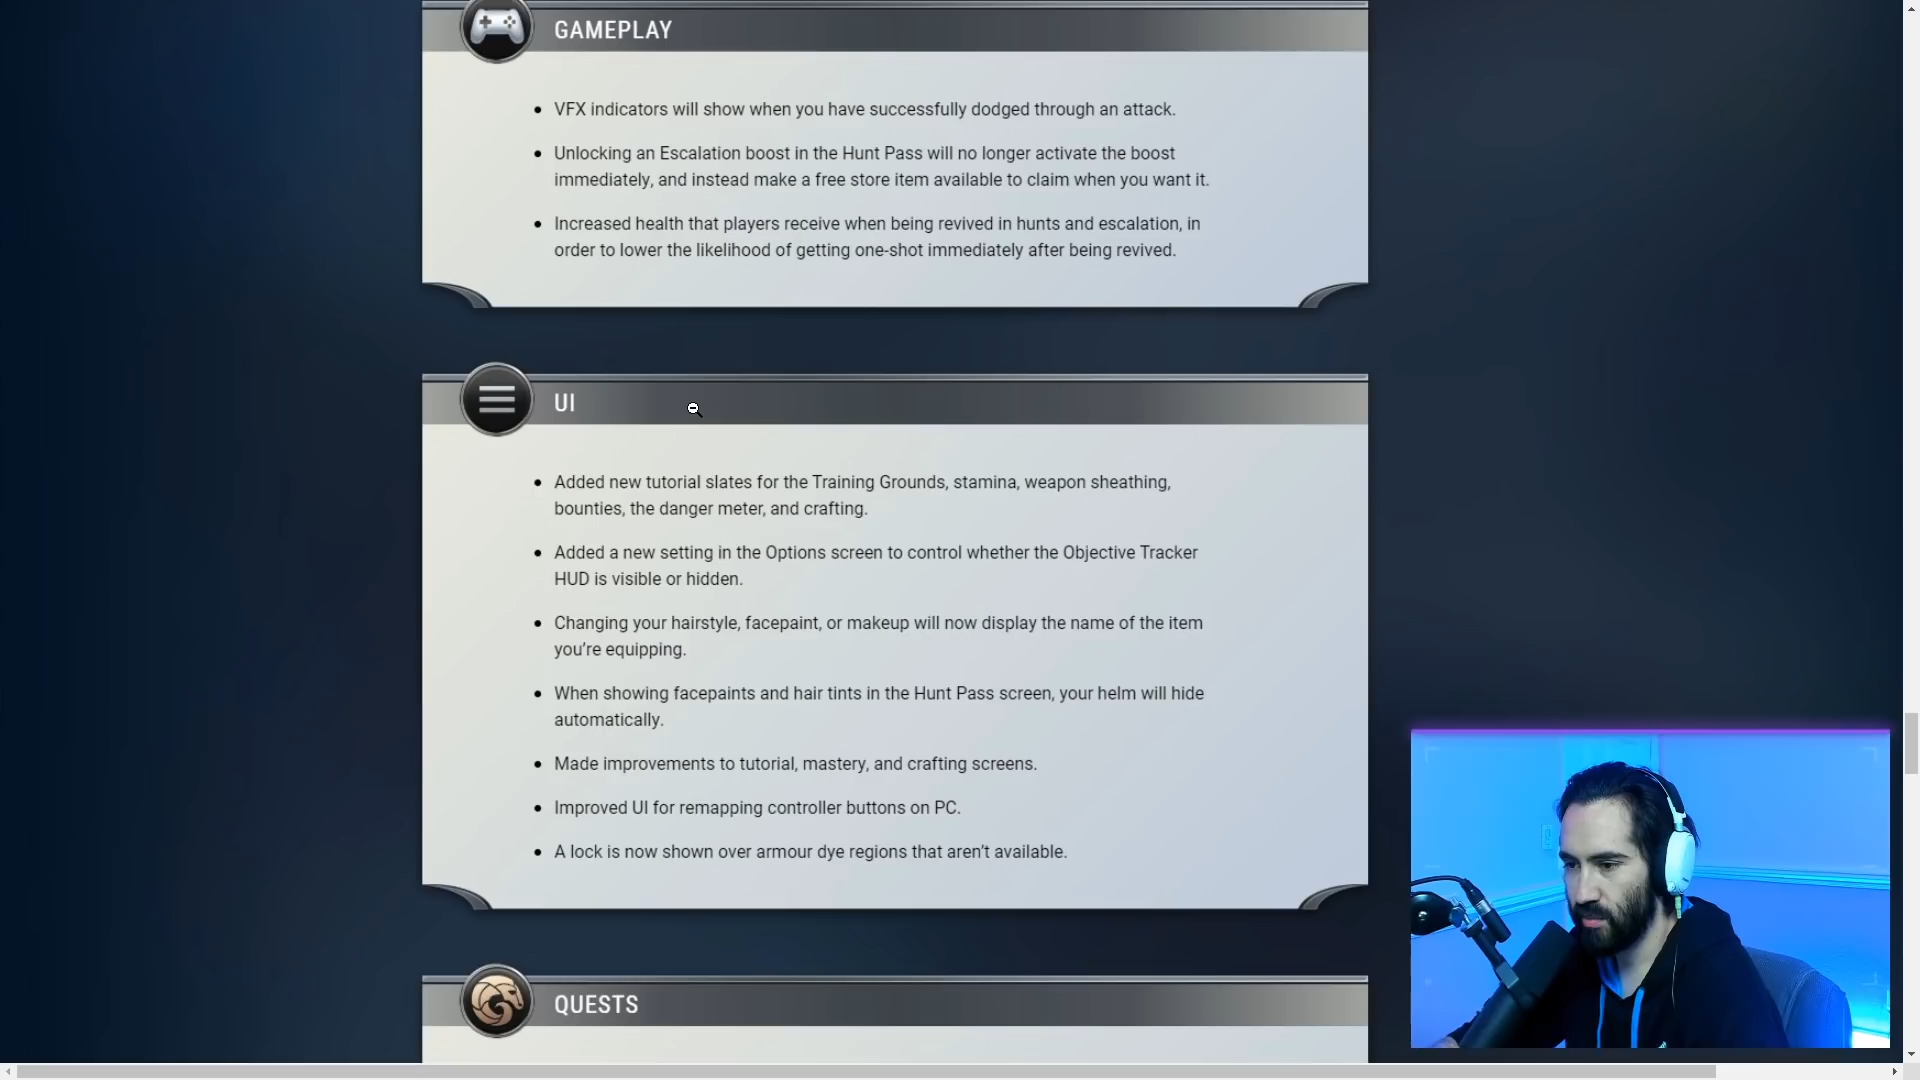 GAMEPLAY
VFX indicators will show when you have successfully dodged through an attack.
Unlocking an Escalation boost in the Hunt Pass will no longer activate the boost
immediately, and instead make a free store item available to claim when you want it.
Increased health that players receive when being revived in hunts and escalation, in
order to lower the likelihood of getting one-shot immediately after being revived.
UI
Added new tutorial slates for the Training Grounds, stamina, weapon sheathing,
bounties, the danger meter, and crafting.
Added a new setting in the Options screen to control whether the Objective Tracker
HUD is visible or hidden.
Changing your hairstyle, facepaint, or makeup will now display the name of the item
you’re equipping.
When showing facepaints and hair tints in the Hunt Pass screen, your helm will hide
automatically.
Made improvements to tutorial, mastery, and crafting screens.
Improved UI for remapping controller buttons on PC.
A lock is now shown over armour dye regions that aren’t available.
QUESTS